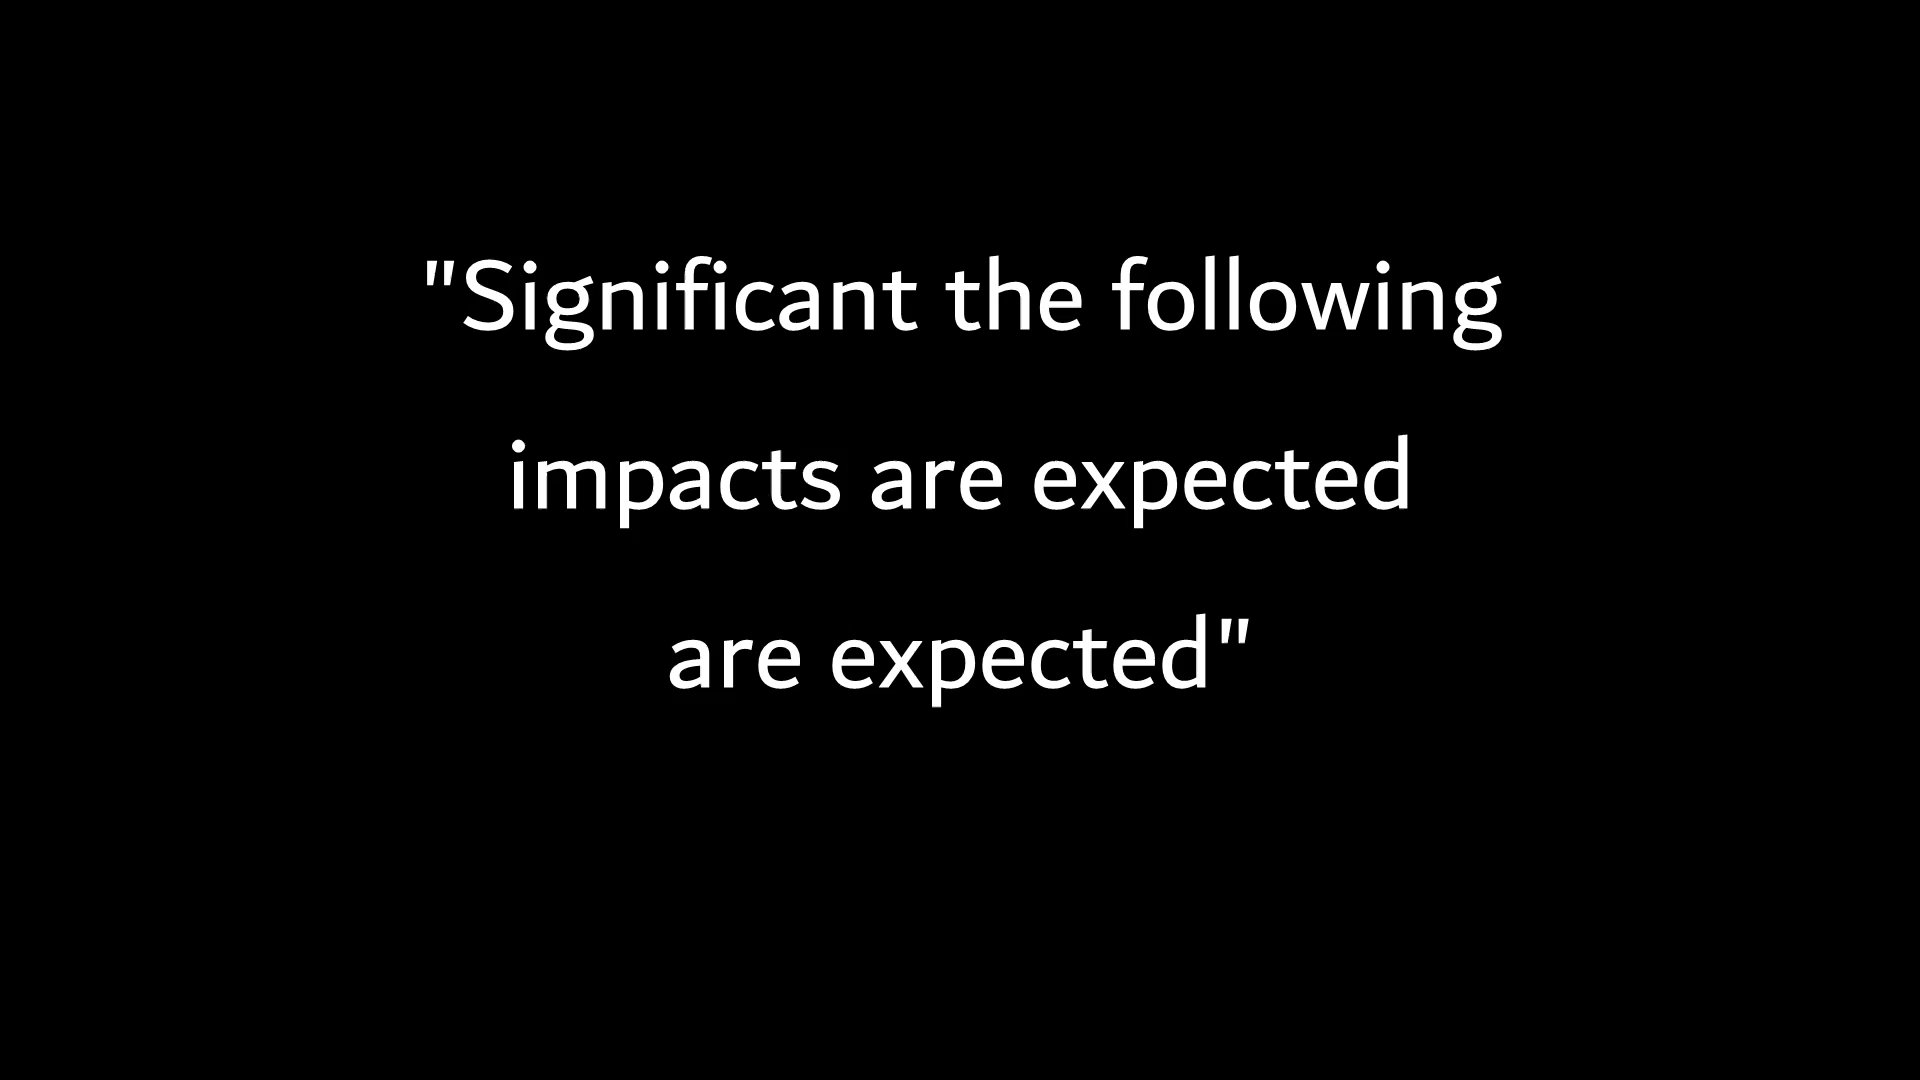 "Significant the following
impacts are expected
are expected"